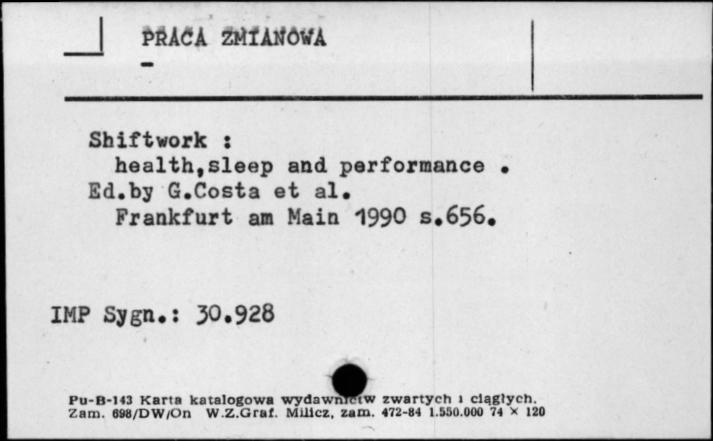 PRACA ZMIANOWA
Shiftwork :
health,sleep and performance .
Ed.by G.Costa et al.
Frankfurt am Main 1990 s.656.
IMP Sygn.: 30.928
Pu-B-143 Karta katalogowa wydawnictw zwartych i ciągłych.
Zam. 698/DW/On W.Z.Graf. Milicz, zam. 472-84 1.550.000 74 × 120